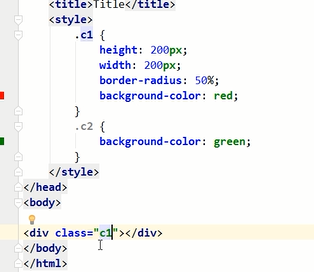 <title>Title</title>
<style>
.c1 {
height: 200px;
width: 200px;
border-radius: 50%;
background-color: red;
}
.c2 {
background-color: green;
}
</style>
</head>
<body>
<div class="c1"></div>
</body>
</html>